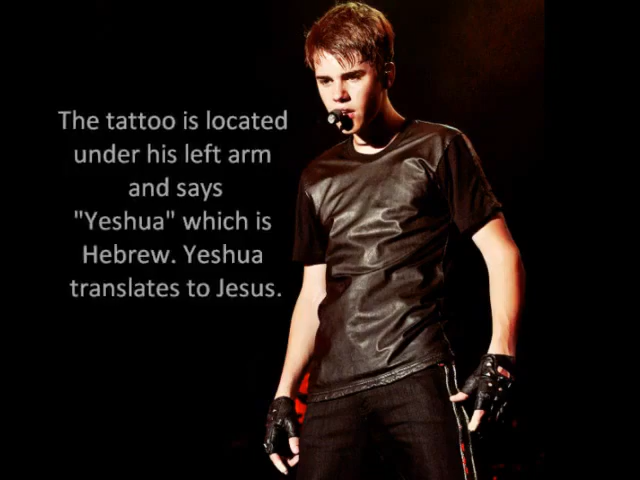 The tattoo is located
under his left arm
and says
"Yeshua" which is
Hebrew. Yeshua
translates to Jesus.